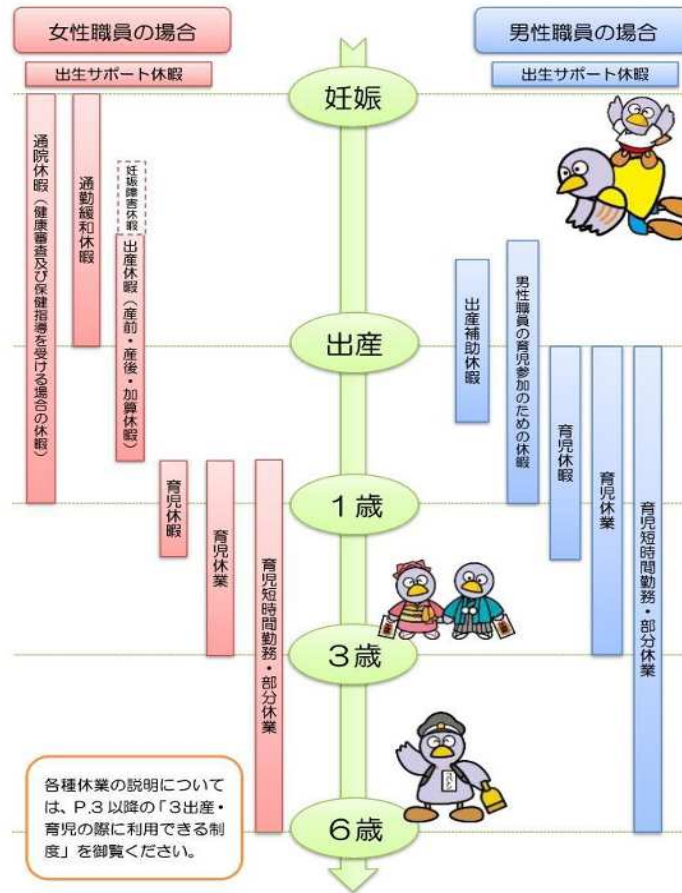 女性職員の場合
男性職員の場合
出生サポート休暇
出生サポート休暇
妊娠
通院休暇（健康審査及び保健指導を受ける場合の休暇）
通勤緩和休暇
妊娠障害休暇
出産休暇（産前・産後・加算休暇）
出産補助休暇
男性職員の育児参加のための休暇
出産
育児休暇
育児休業
育児短時間勤務・部分休業
育児休暇
育児休業
育児短時間勤務・部分休業
1歳
3歳
6歳
各種休業の説明について
は、P.3以降の「3出産・
育児の際に利用できる制
度」を御覧ください。